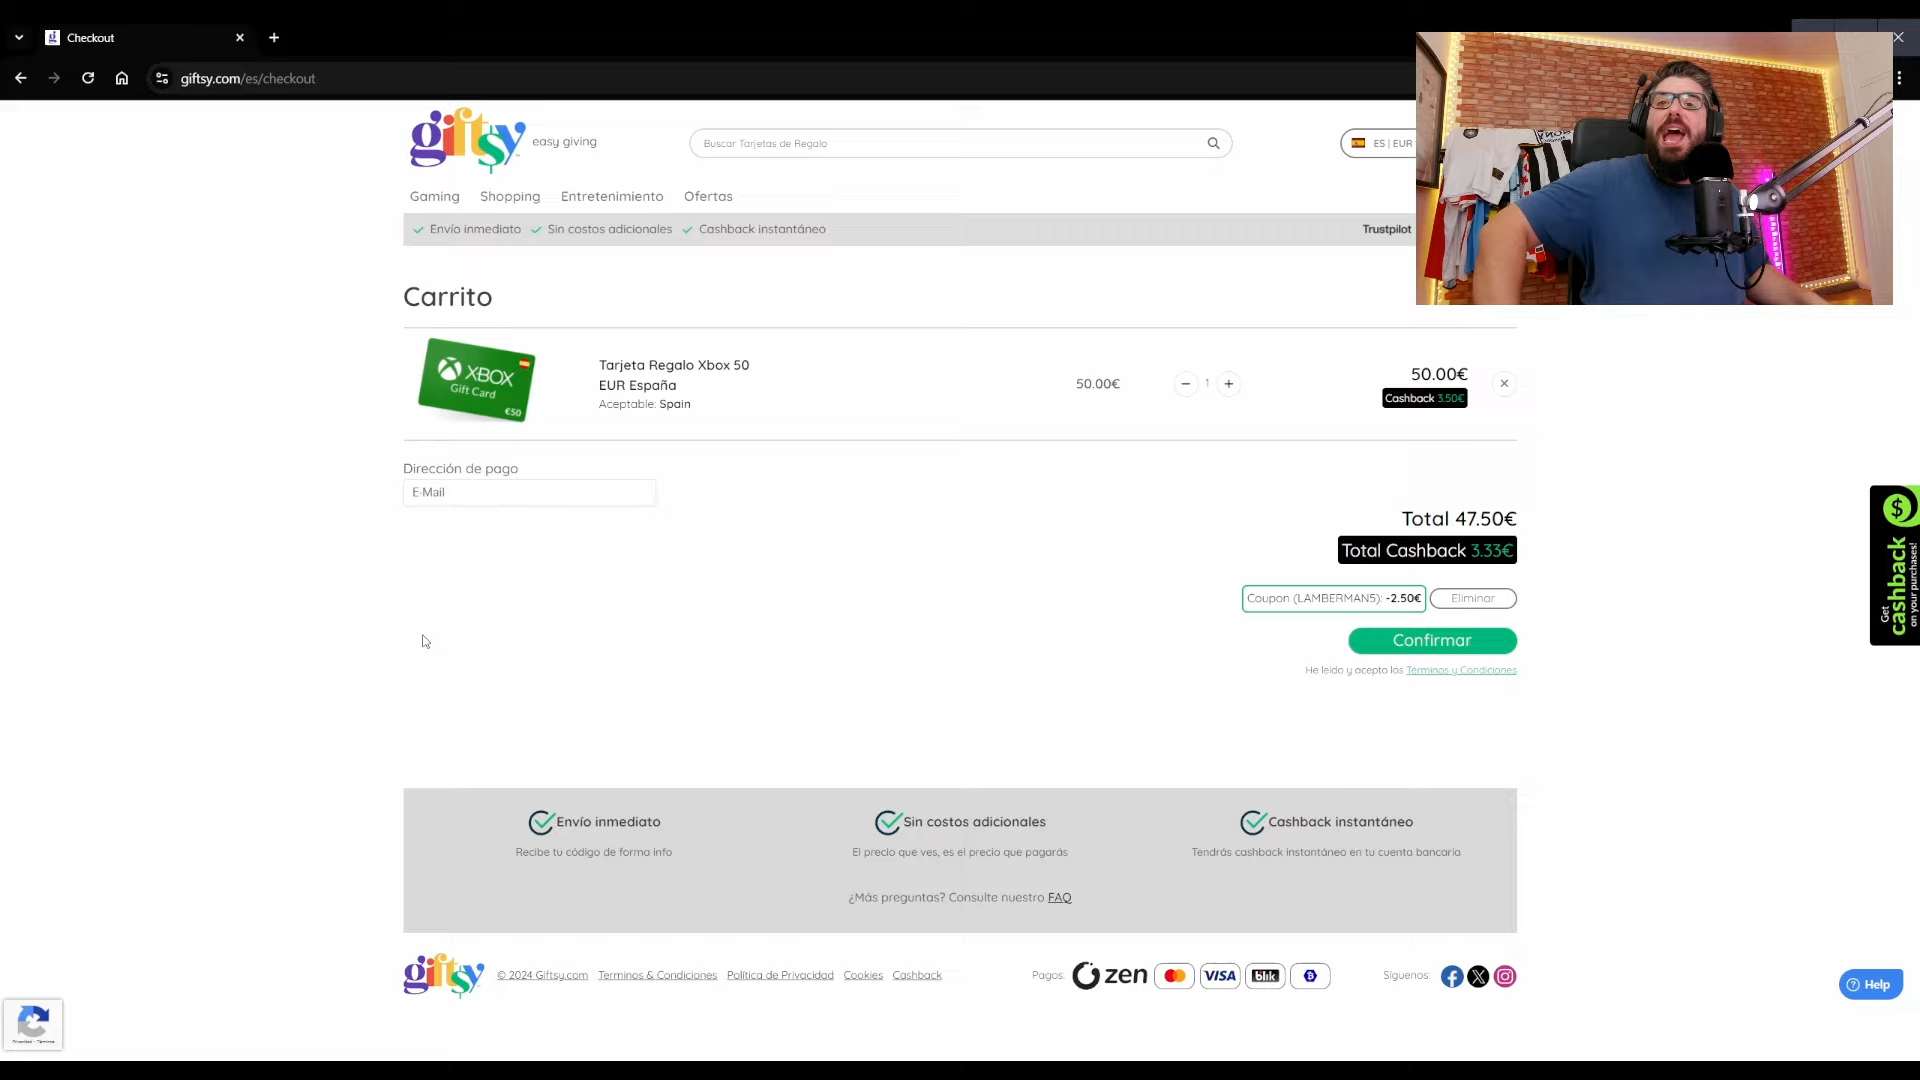 Checkout
giftsy.com/es/checkout
giftsy easy giving
Buscar Tarjetas de Regalo
ES | EUR
Gaming Shopping Entretenimiento Ofertas
Envío inmediato Sin costos adicionales Cashback instantáneo Trustpilot
Carrito
XBOX
Gift Card
€50
Tarjeta Regalo Xbox 50
EUR España
Aceptable: Spain
50.00€ 1 50.00€
Cashback 3.50€
Dirección de pago
E-Mail
Total 47.50€
Total Cashback 3.33€
Coupon (LAMBERMAN5): -2.50€ Eliminar
Confirmar
He leido y acepto los Términos y Condiciones
Get cashback on your purchases!
Envío inmediato Sin costos adicionales Cashback instantáneo
Recibe tu código de forma info El precio que ves, es el precio que pagarás Tendrás cashback instantáneo en tu cuenta bancaria
¿Más preguntas? Consulte nuestro FAQ
giftsy © 2024 Giftsy.com Terminos & Condiciones Política de Privacidad Cookies Cashback Pagos: zen VISA blik Síguenos:
Help
Privacidad - Términos